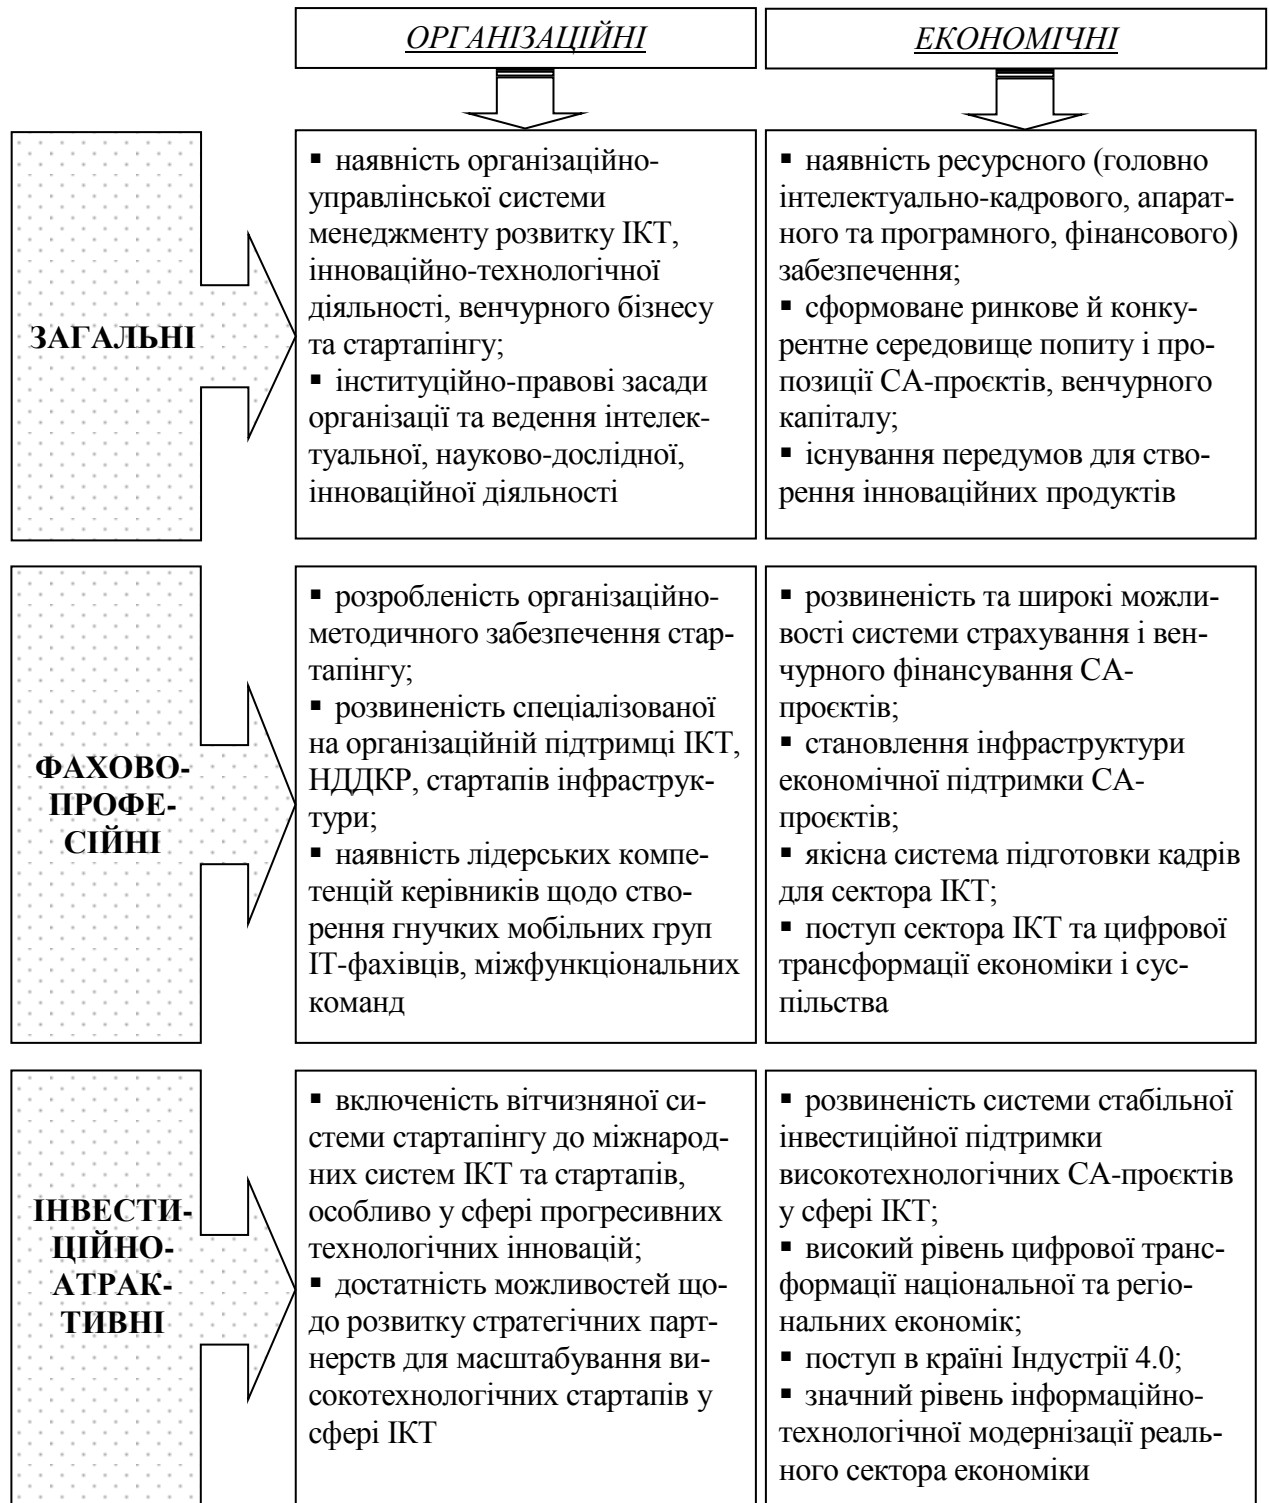 ОРГАНІЗАЦІЙНІ
ЕКОНОМІЧНІ
ЗАГАЛЬНІ
▪ наявність організаційно-
управлінської системи
менеджменту розвитку ІКТ,
інноваційно-технологічної
діяльності, венчурного бізнесу
та стартапінгу;
▪ інституційно-правові засади
організації та ведення інтелек-
туальної, науково-дослідної,
інноваційної діяльності
▪ наявність ресурсного (головно
інтелектуально-кадрового, апарат-
ного та програмного, фінансового)
забезпечення;
▪ сформоване ринкове й конку-
рентне середовище попиту і про-
позиції СА-проєктів, венчурного
капіталу;
▪ існування передумов для ство-
рення інноваційних продуктів
ФАХОВО-
ПРОФЕ-
СІЙНІ
▪ розробленість організаційно-
методичного забезпечення стар-
тапінгу;
▪ розвиненість спеціалізованої
на організаційній підтримці ІКТ,
НДДКР, стартапів інфраструк-
тури;
▪ наявність лідерських компе-
тенцій керівників щодо ство-
рення гнучких мобільних груп
ІТ-фахівців, міжфункціональних
команд
▪ розвиненість та широкі можли-
вості системи страхування і вен-
чурного фінансування СА-
проєктів;
▪ становлення інфраструктури
економічної підтримки СА-
проєктів;
▪ якісна система підготовки кадрів
для сектора ІКТ;
▪ поступ сектора ІКТ та цифрової
трансформації економіки і сус-
пільства
ІНВЕСТИ-
ЦІЙНО-
АТРАК-
ТИВНІ
▪ включеність вітчизняної си-
стеми стартапінгу до міжнарод-
них систем ІКТ та стартапів,
особливо у сфері прогресивних
технологічних інновацій;
▪ достатність можливостей що-
до розвитку стратегічних парт-
нерств для масштабування ви-
сокотехнологічних стартапів у
сфері ІКТ
▪ розвиненість системи стабільної
інвестиційної підтримки
високотехнологічних СА-проєктів
у сфері ІКТ;
▪ високий рівень цифрової транс-
формації національної та регіо-
нальних економік;
▪ поступ в країні Індустрії 4.0;
▪ значний рівень інформаційно-
технологічної модернізації реаль-
ного сектора економіки